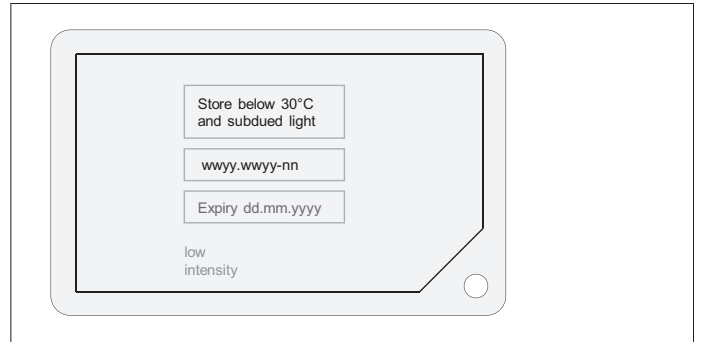 Store below 30°C
and subdued light
wwyy.wwyy-nn
Expiry dd.mm.yyyy
low
intensity